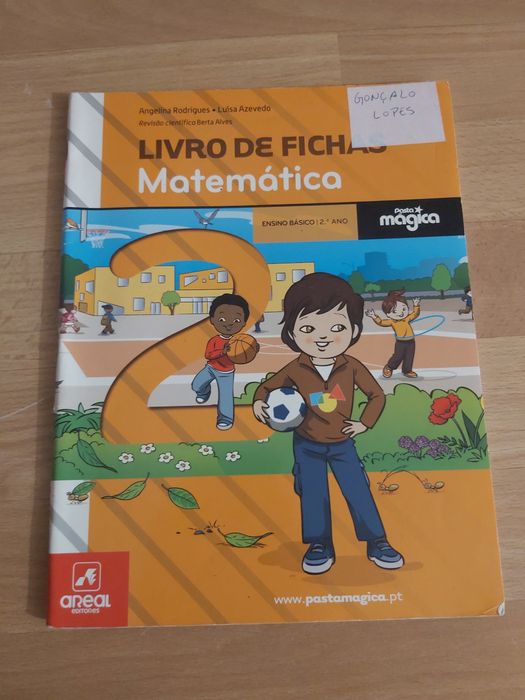 Angelina Rodrigues • Luísa Azevedo
Revisão científica Berta Alves
GONÇALO
LOPES
LIVRO DE FICHAS
Matemática
ENSINO BÁSICO | 2.º ANO
pasta
mágica
2
areal
editores
www.pastamagica.pt